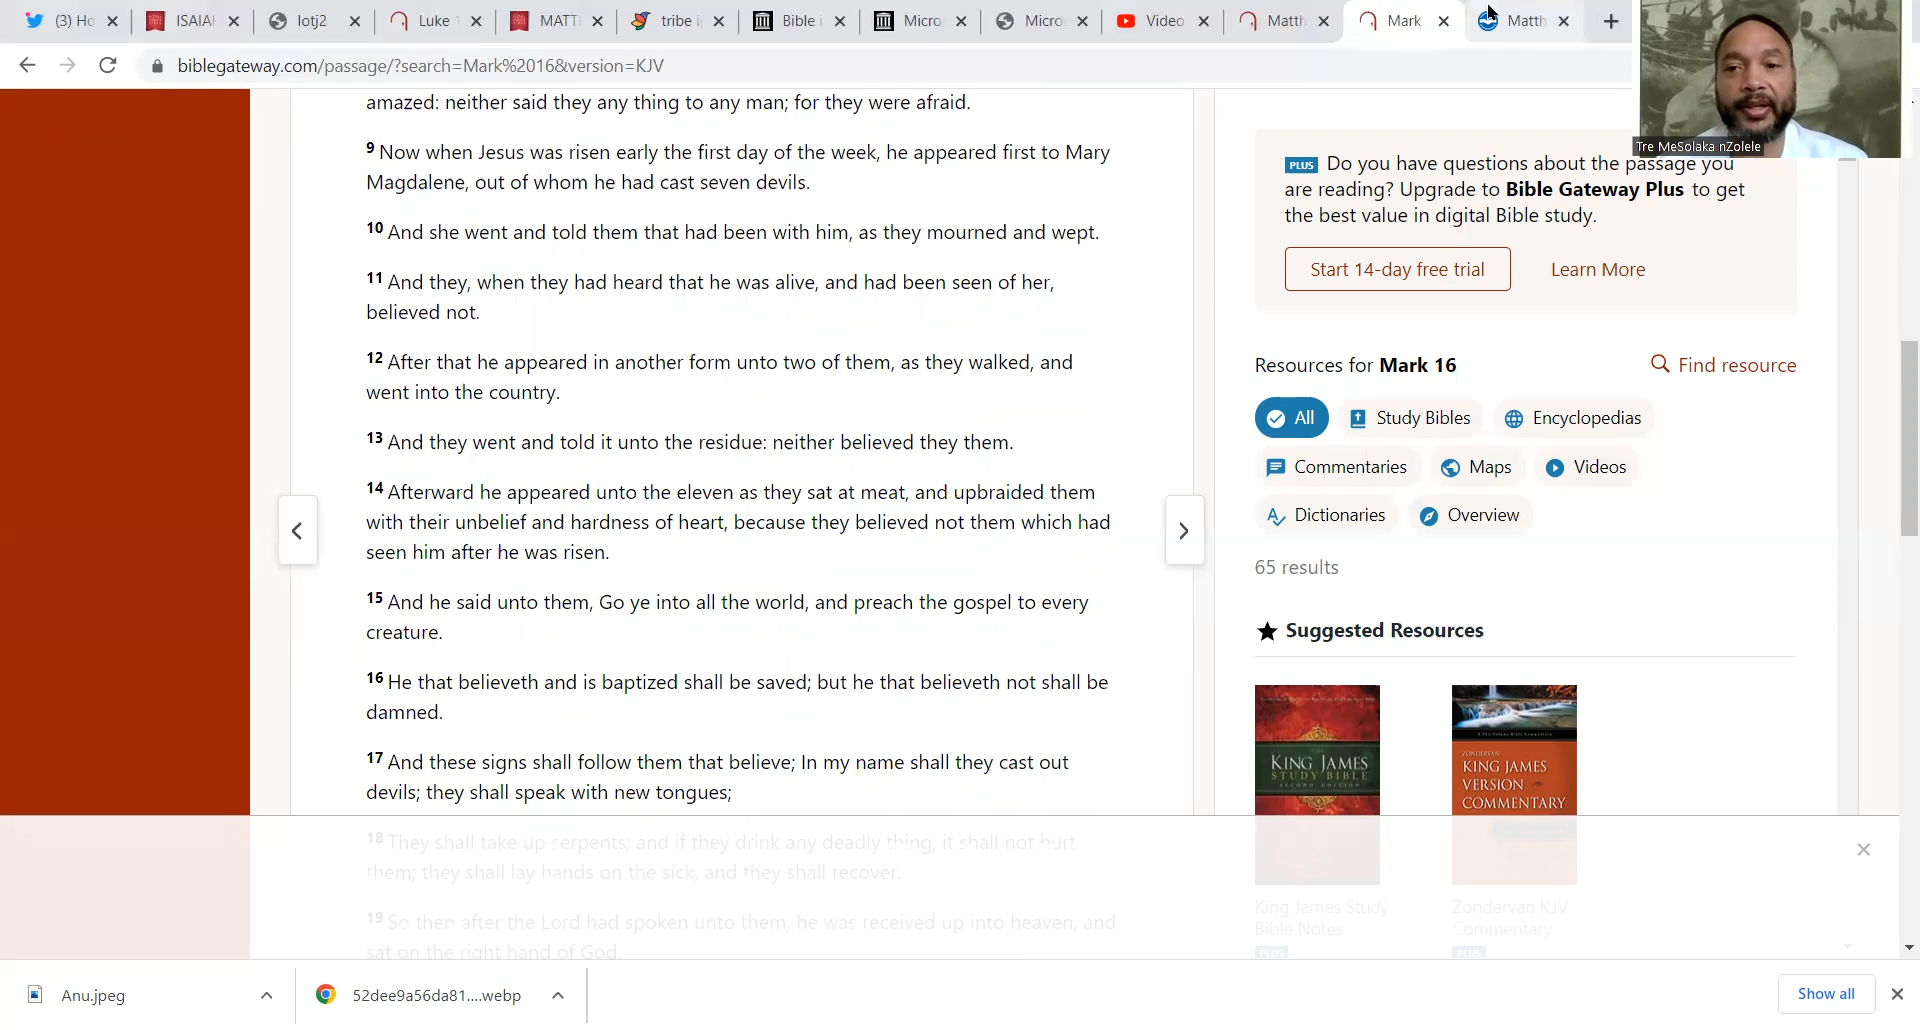 (3) Ho
ISAIAH
lotj2
Luke 1
MATT
tribe i
Bible i
Micro
Micro
Video
Matth
Mark
Matth
biblegateway.com/passage/?search=Mark%2016&version=KJV
Tre MeSolaka nZolele
amazed: neither said they any thing to any man; for they were afraid.
9 Now when Jesus was risen early the first day of the week, he appeared first to Mary
Magdalene, out of whom he had cast seven devils.
10 And she went and told them that had been with him, as they mourned and wept.
11 And they, when they had heard that he was alive, and had been seen of her,
believed not.
12 After that he appeared in another form unto two of them, as they walked, and
went into the country.
13 And they went and told it unto the residue: neither believed they them.
14 Afterward he appeared unto the eleven as they sat at meat, and upbraided them
with their unbelief and hardness of heart, because they believed not them which had
seen him after he was risen.
15 And he said unto them, Go ye into all the world, and preach the gospel to every
creature.
16 He that believeth and is baptized shall be saved; but he that believeth not shall be
damned.
17 And these signs shall follow them that believe; In my name shall they cast out
devils; they shall speak with new tongues;
18 They shall take up serpents; and if they drink any deadly thing, it shall not hurt
them; they shall lay hands on the sick, and they shall recover.
19 So then after the Lord had spoken unto them, he was received up into heaven, and
sat on the right hand of God.
PLUS Do you have questions about the passage you
are reading? Upgrade to Bible Gateway Plus to get
the best value in digital Bible study.
Start 14-day free trial
Learn More
Resources for Mark 16
Find resource
All
Study Bibles
Encyclopedias
Commentaries
Maps
Videos
Dictionaries
Overview
65 results
Suggested Resources
THE
KING JAMES
STUDY BIBLE
SECOND EDITION
ZONDERVAN
KING JAMES
VERSION
COMMENTARY
King James Study
Bible Notes
PLUS
Zondervan KJV
Commentary
PLUS
Anu.jpeg
52dee9a56da81....webp
Show all